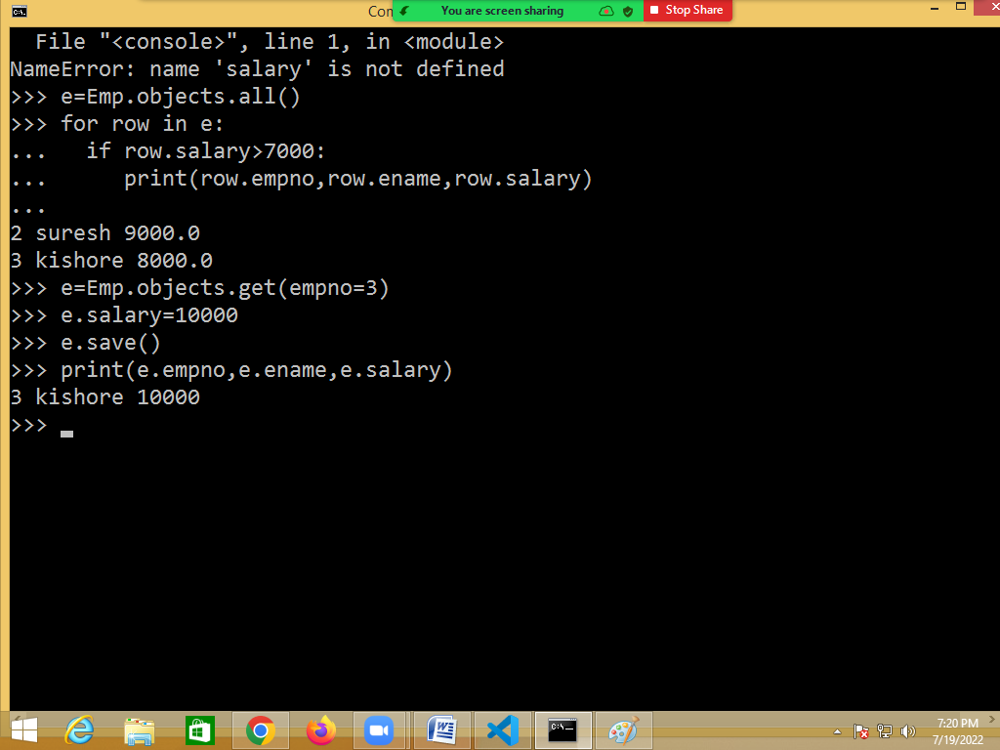 Con
You are screen sharing
Stop Share
File "<console>", line 1, in <module>
NameError: name 'salary' is not defined
>>> e=Emp.objects.all()
>>> for row in e:
...   if row.salary>7000:
...      print(row.empno,row.ename,row.salary)
...
2 suresh 9000.0
3 kishore 8000.0
>>> e=Emp.objects.get(empno=3)
>>> e.salary=10000
>>> e.save()
>>> print(e.empno,e.ename,e.salary)
3 kishore 10000
>>>
7:20 PM
7/19/2022